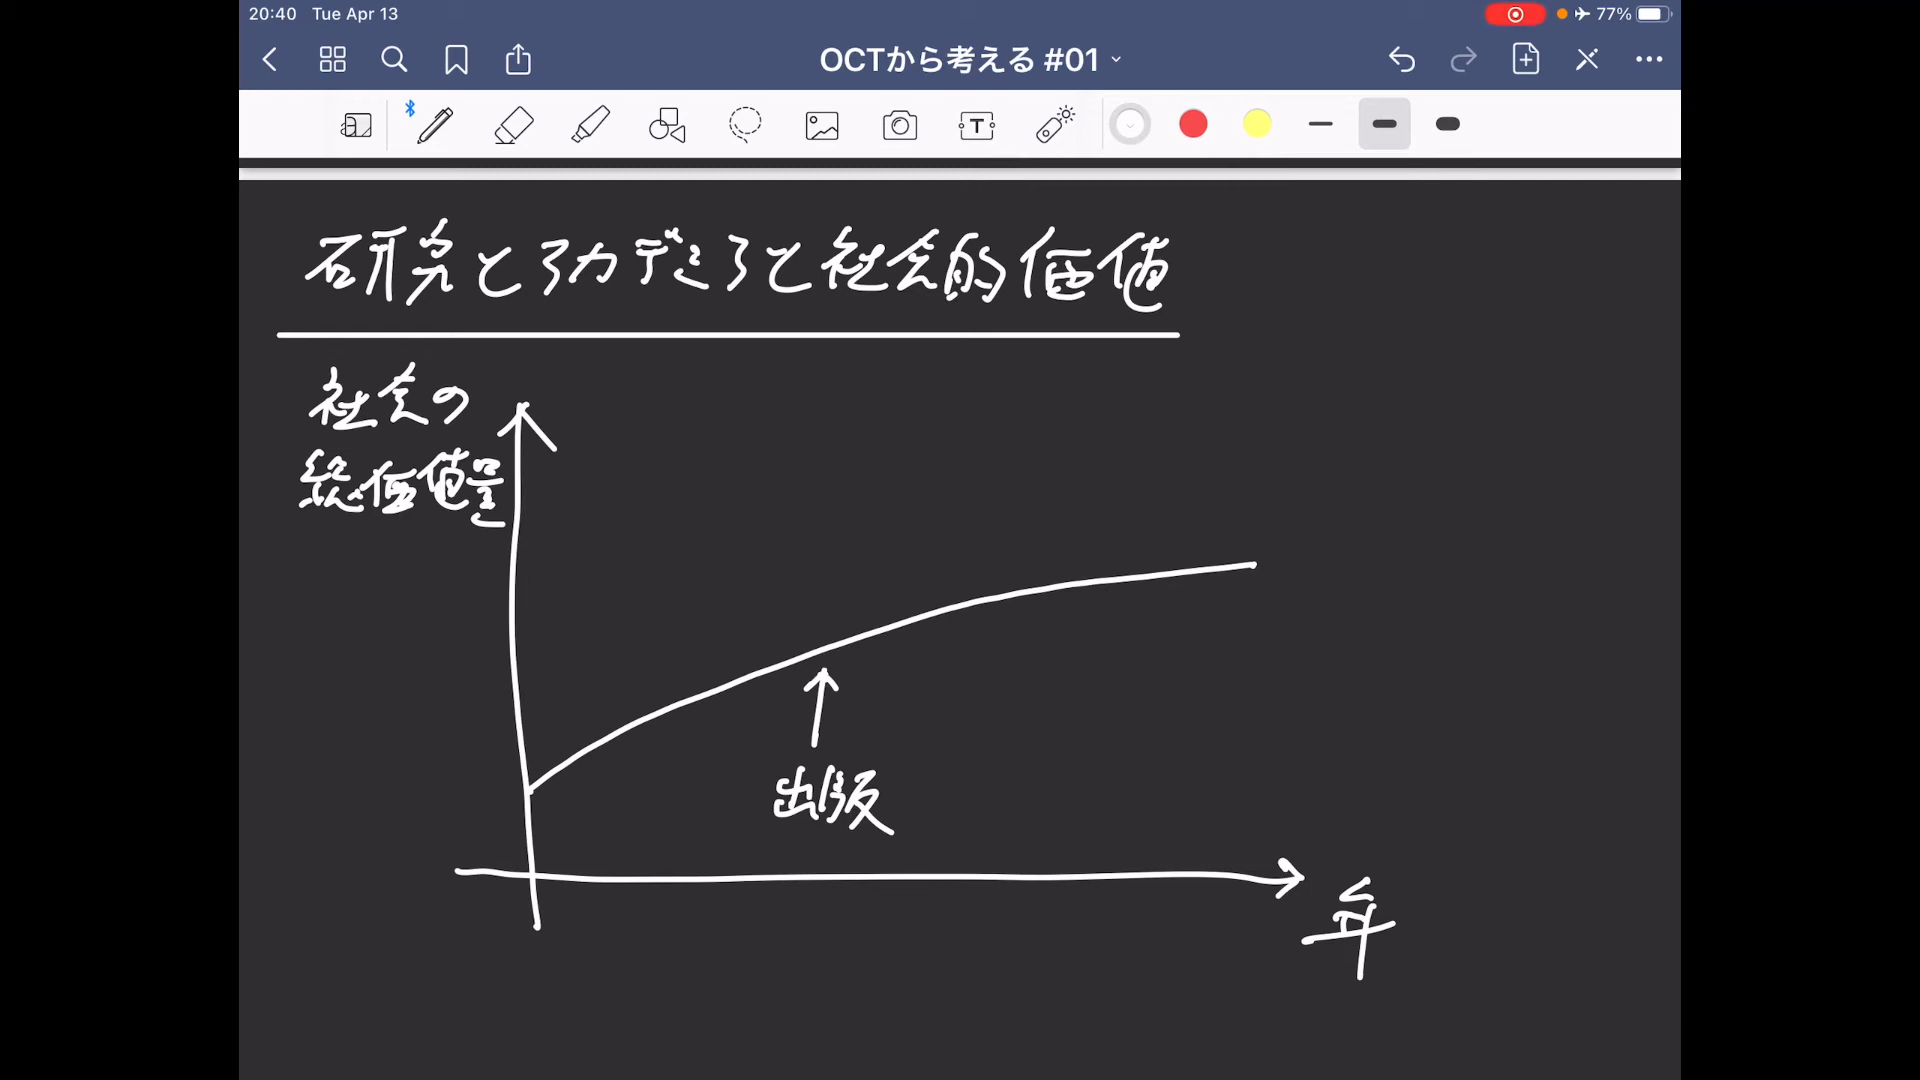 20:40 Tue Apr 13 77%
OCTから考える #01
T
研究とアカデミアと社会的価値
社会の
総価値量
出版
年